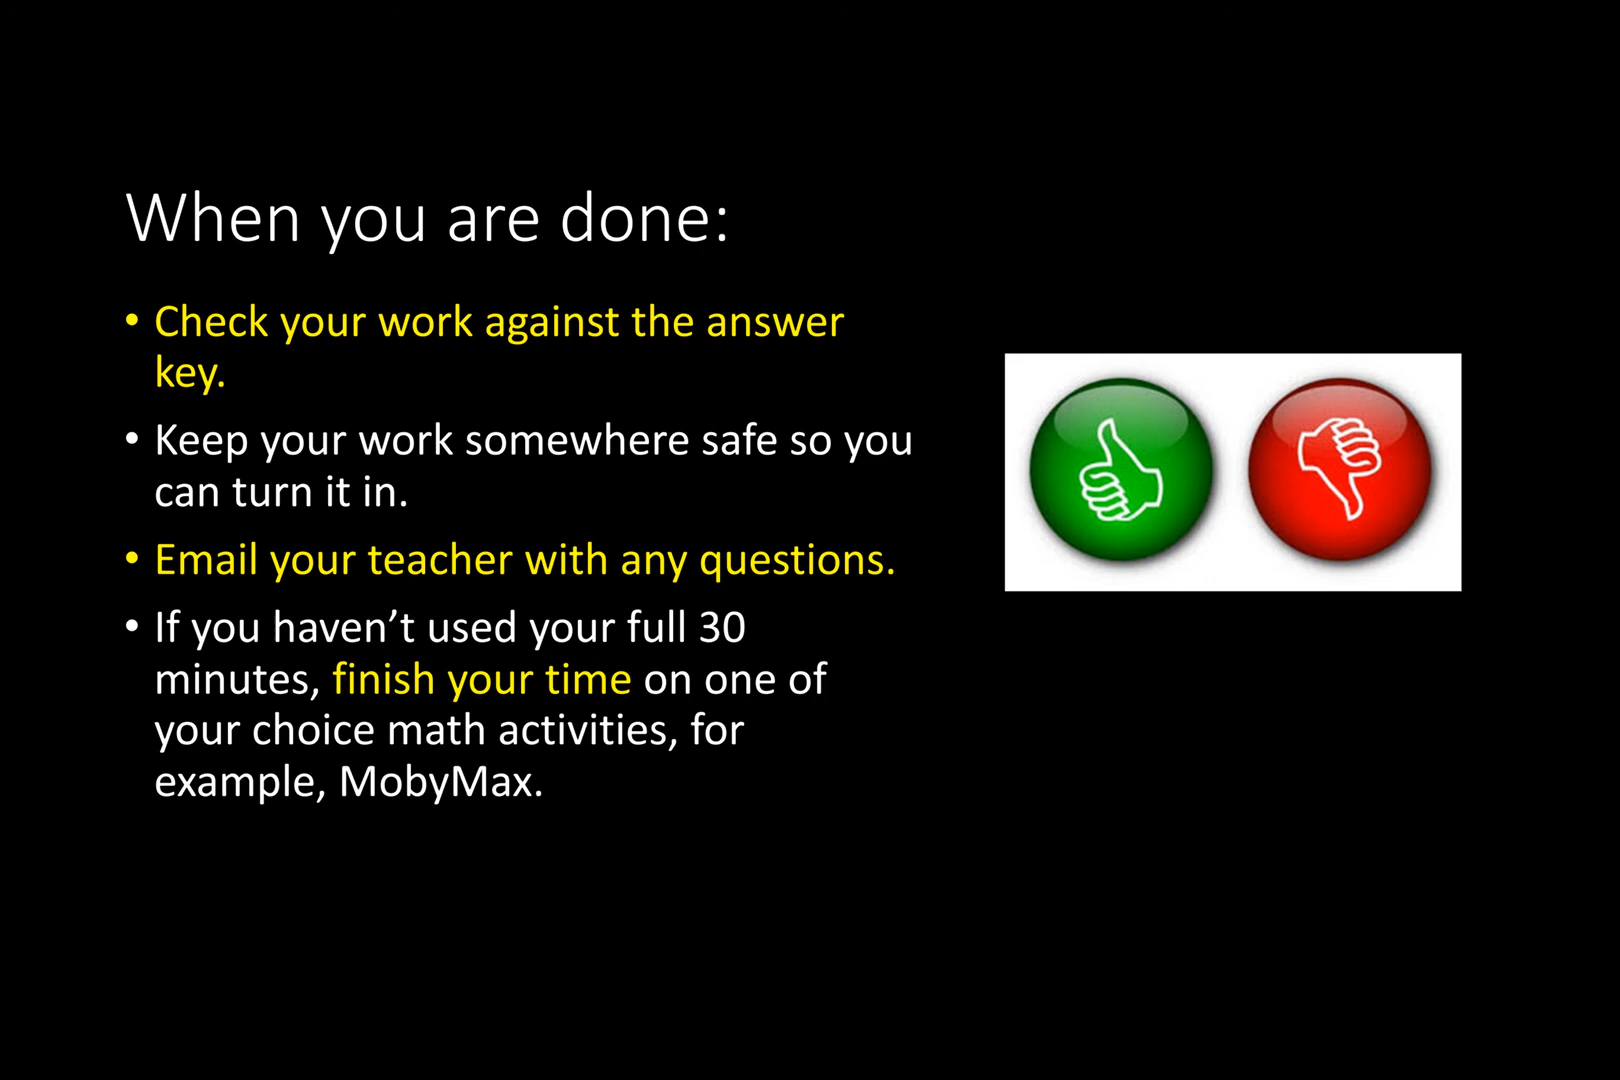 When you are done:
• Check your work against the answer
key.
• Keep your work somewhere safe so you
can turn it in.
• Email your teacher with any questions.
• If you haven’t used your full 30
minutes, finish your time on one of
your choice math activities, for
example, MobyMax.